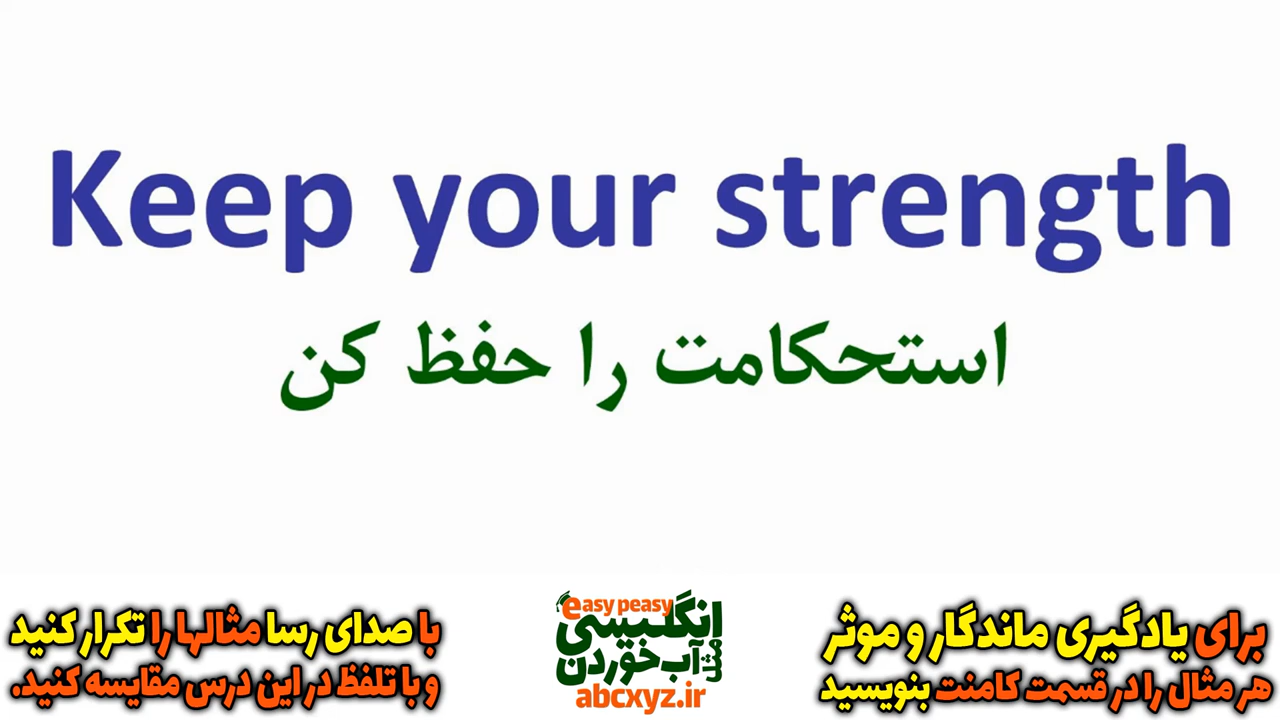 Keep your strength
استحکامت را حفظ کن
برای یادگیری ماندگار و موثر
هر مثال را در قسمت کامنت بنویسید
easy peasy
انگلیسی
مثل
آب خوردن
abcxyz.ir
با صدای رسا مثالها را تکرار کنید
و با تلفظ در این درس مقایسه کنید.